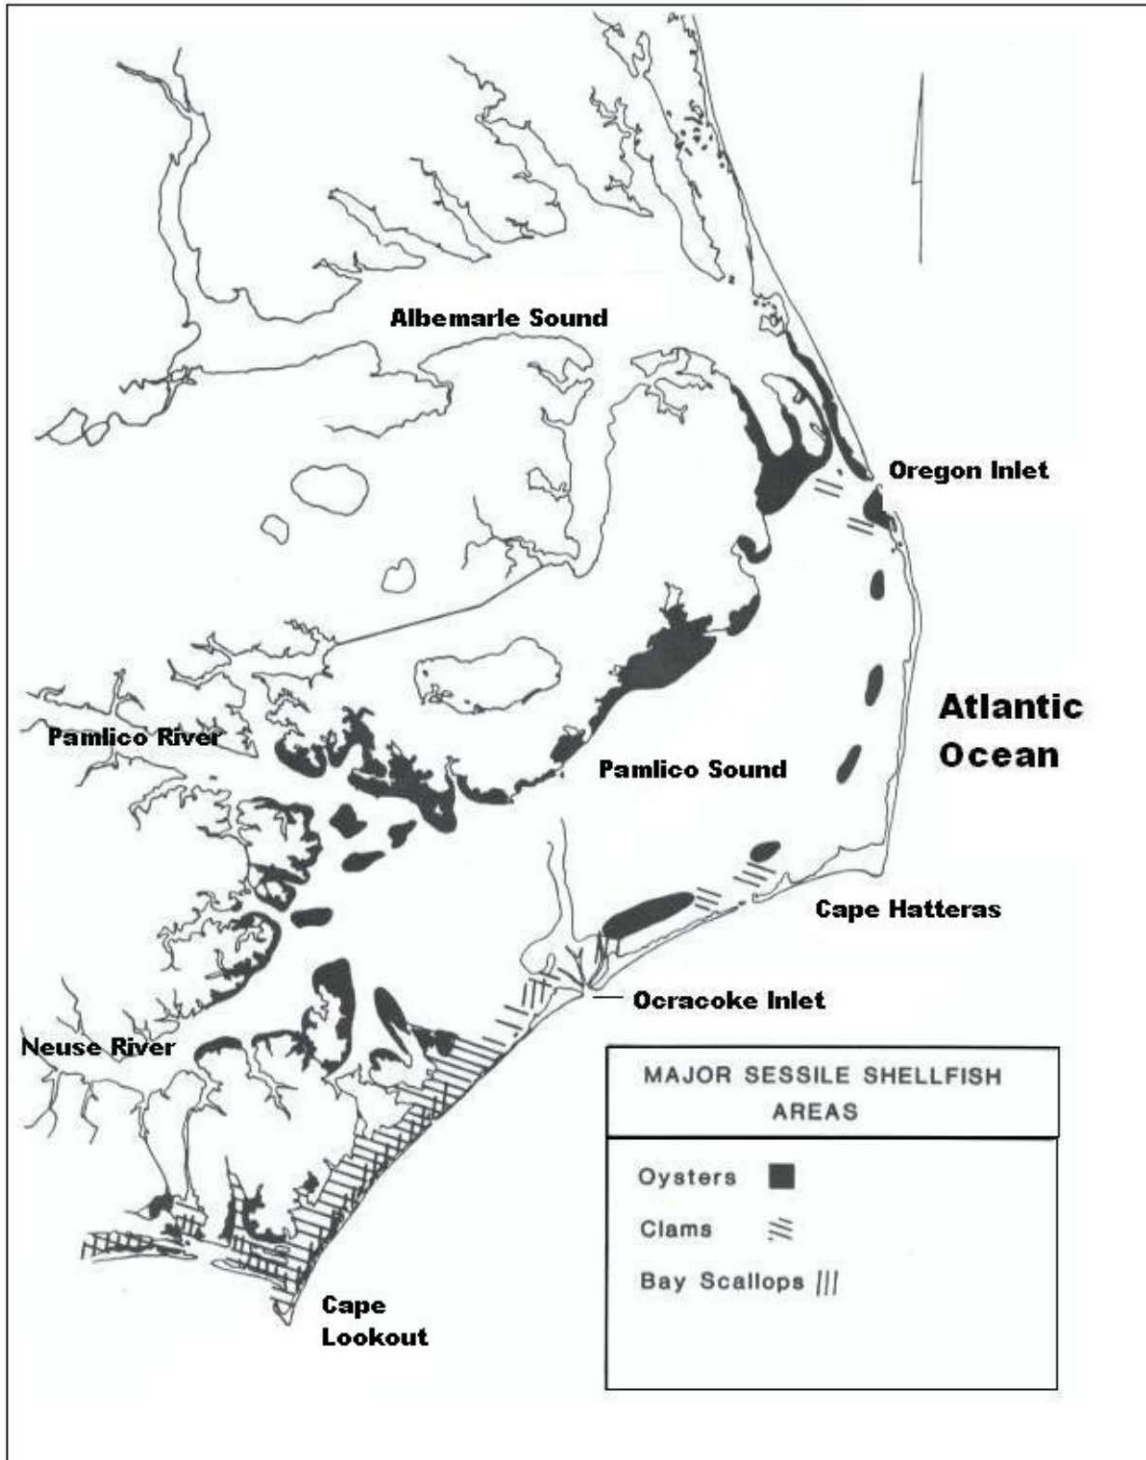 Albemarle Sound
Oregon Inlet
Atlantic
Ocean
Pamlico River
Pamlico Sound
Cape Hatteras
Ocracoke Inlet
Neuse River
MAJOR SESSILE SHELLFISH
AREAS
Oysters
Clams
Bay Scallops
Cape
Lookout